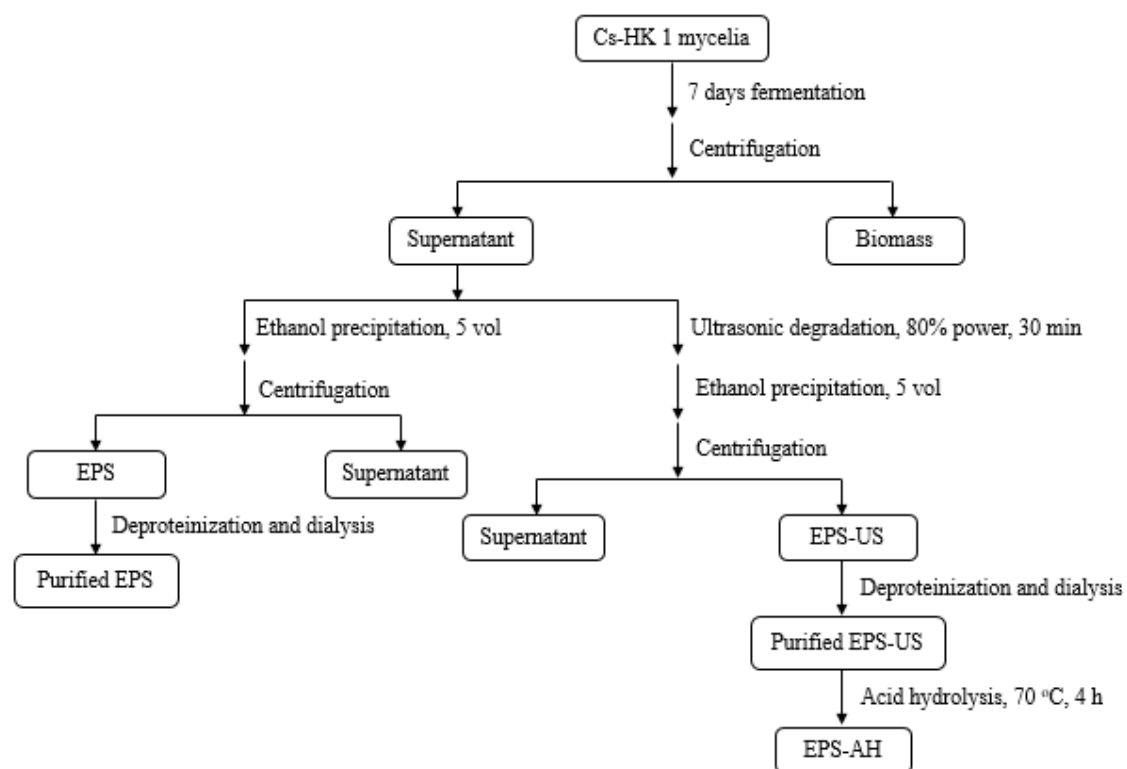 Cs-HK 1 mycelia
7 days fermentation
Centrifugation
Supernatant
Biomass
Ethanol precipitation, 5 vol
Ultrasonic degradation, 80% power, 30 min
Centrifugation
Ethanol precipitation, 5 vol
Centrifugation
EPS
Supernatant
Supernatant
EPS-US
Deproteinization and dialysis
Purified EPS
Deproteinization and dialysis
Purified EPS-US
Acid hydrolysis, 70 °C, 4 h
EPS-AH